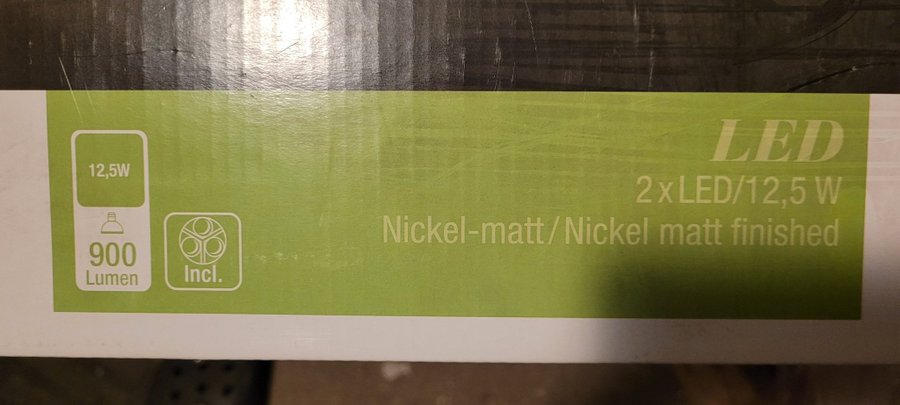 12,5W
900
Lumen
Incl.
LED
2 x LED/12,5 W
Nickel-matt/Nickel matt finished